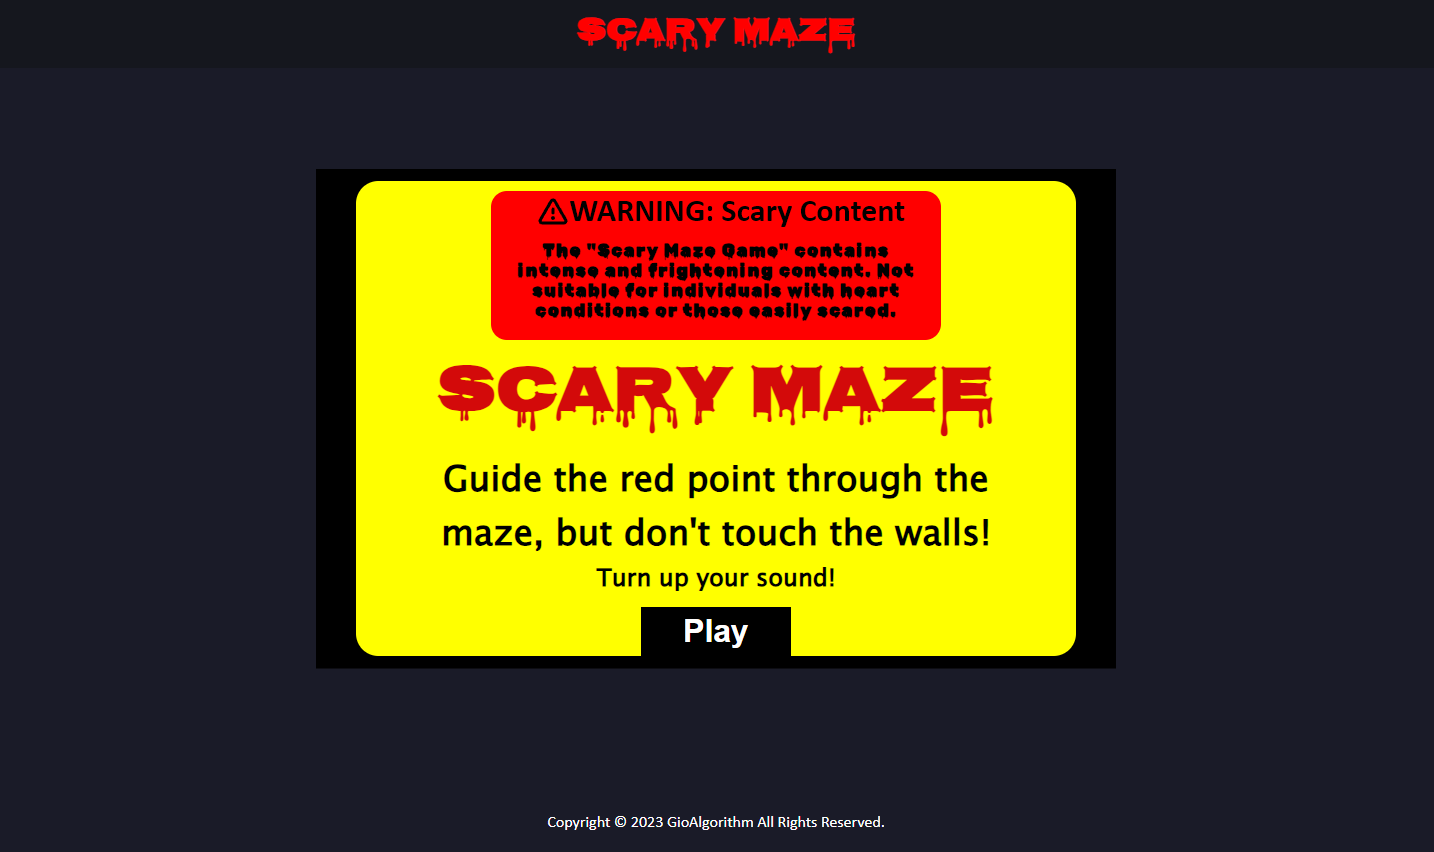 SCARY MAZE
⚠WARNING: Scary Content
The "Scary Maze Game" contains
intense and frightening content. Not
suitable for individuals with heart
conditions or those easily scared.
SCARY MAZE
Guide the red point through the
maze, but don't touch the walls!
Turn up your sound!
Play
Copyright © 2023 GioAlgorithm All Rights Reserved.